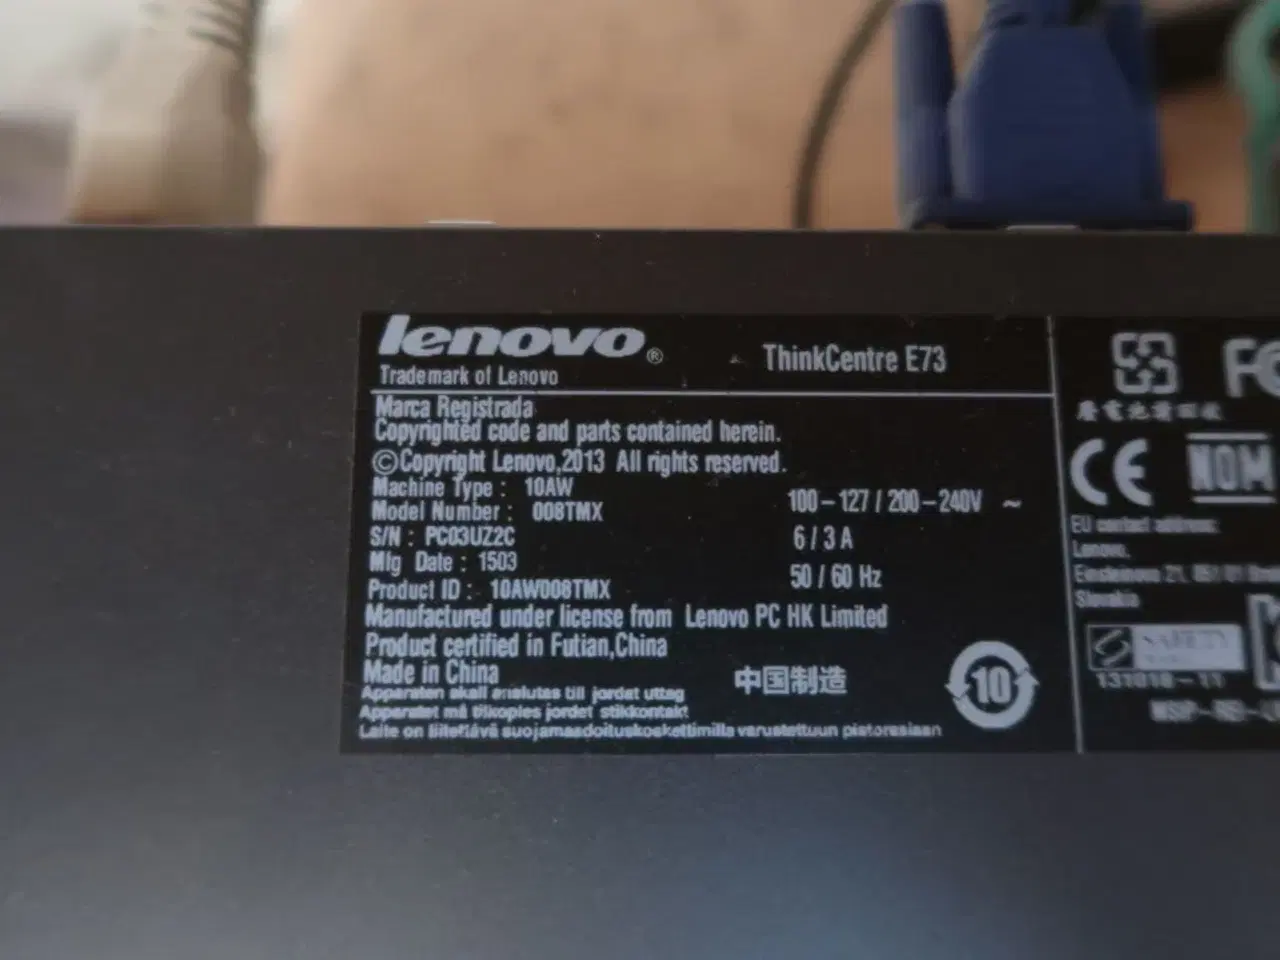 lenovo®
ThinkCentre E73
Trademark of Lenovo
Marca Registrada
Copyrighted code and parts contained herein.
©Copyright Lenovo,2013 All rights reserved.
Machine Type : 10AW
Model Number : 008TMX
S/N : PC03UZ2C
Mfg Date : 1503
Product ID : 10AW008TMX
100-127 / 200-240V ~
6 / 3 A
50 / 60 Hz
Manufactured under license from Lenovo PC HK Limited
Product certified in Futian,China
Made in China
中国制造
10
Apparaten skall anslutas till jordat uttag
Apparatet må tilkoples jordet stikkontakt
Laite on liitettävä suojamaadoituskoskettimilla varustettuun pistorasiaan
FC
CE
NOM
EU contact address:
Lenovo,
Slovakia
SAFETY
131018-11